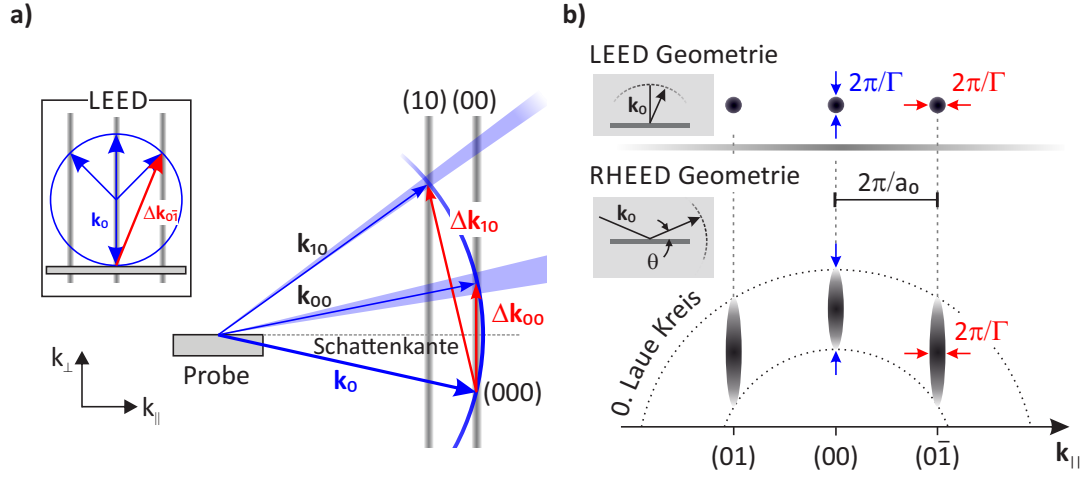 a)
LEED
k₀
Δk₀₁̄
(10) (00)
k₁₀
Δk₁₀
k₀₀
Δk₀₀
Schattenkante
Probe
k₀
(000)
k⊥
k||
b)
LEED Geometrie
k₀
2π/Γ
2π/Γ
RHEED Geometrie
2π/a₀
k₀
θ
0. Laue Kreis
2π/Γ
(01)
(00)
(01̄)
k||